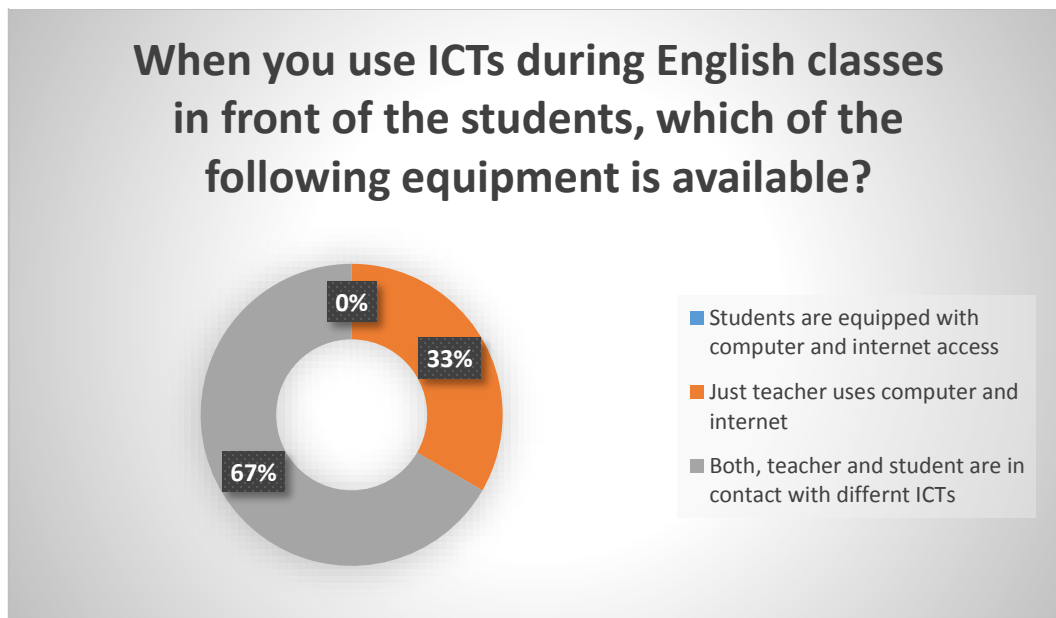 When you use ICTs during English classes
in front of the students, which of the
following equipment is available?
0%
33%
67%
Students are equipped with
computer and internet access
Just teacher uses computer and
internet
Both, teacher and student are in
contact with differnt ICTs